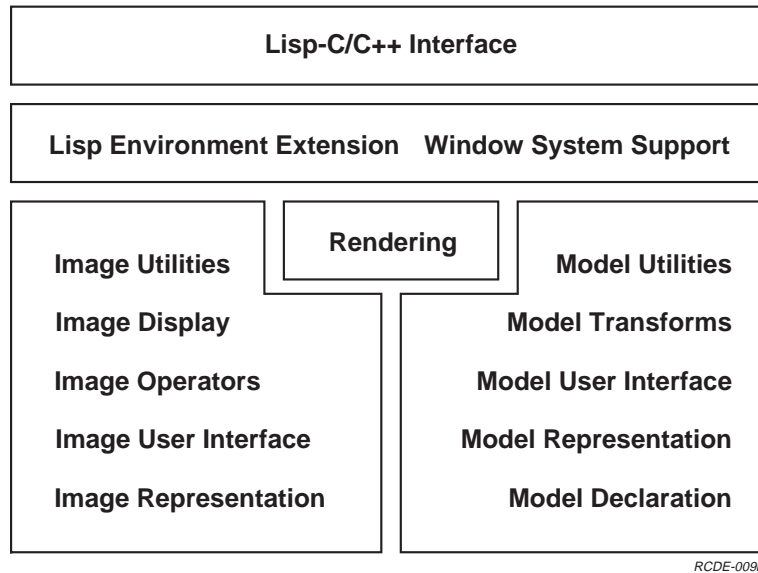 Lisp-C/C++ Interface
Lisp Environment Extension Window System Support
Rendering
Image Utilities
Image Display
Image Operators
Image User Interface
Image Representation
Model Utilities
Model Transforms
Model User Interface
Model Representation
Model Declaration